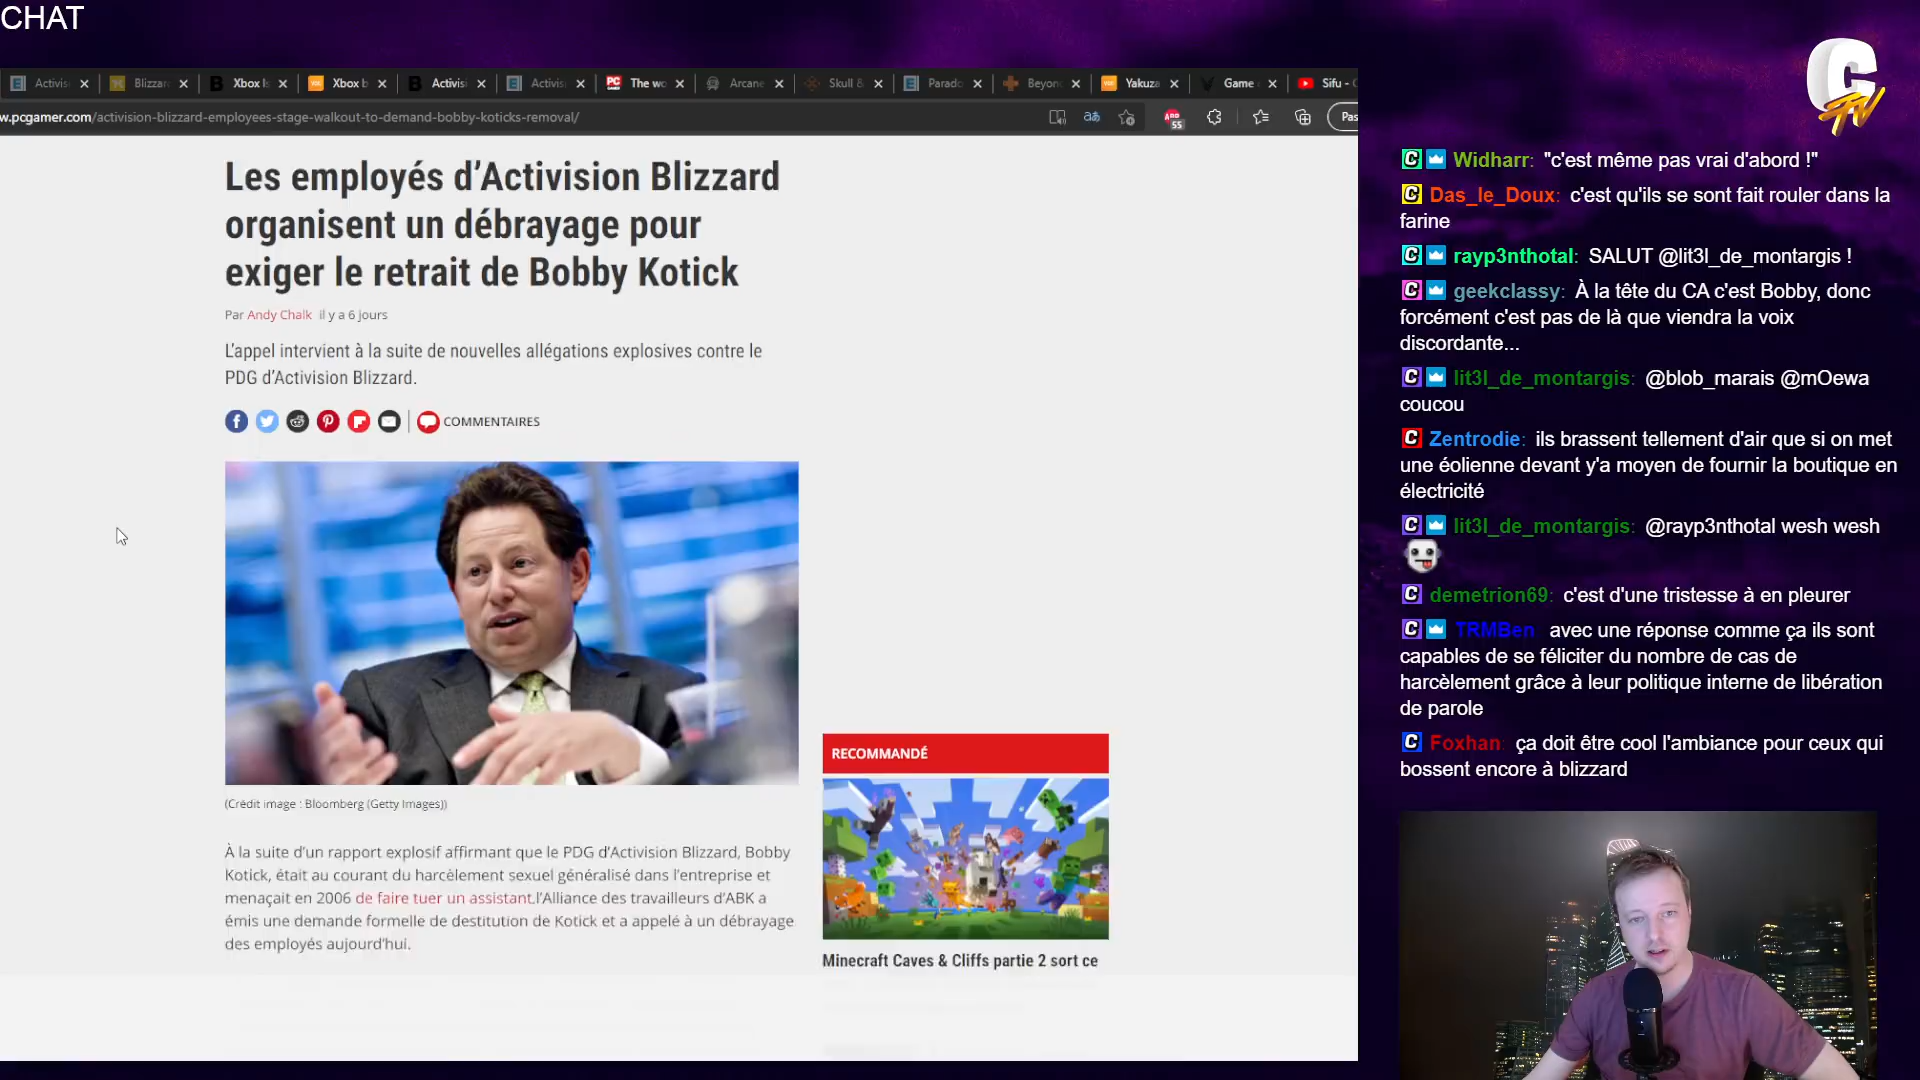 CHAT
Activis
Blizzar
Xbox l
Xbox b
Activisi
Activis
The wo
Arcane
Skull &
Parado
Beyon
Yakuza
Game
Sifu -
w.pcgamer.com/activision-blizzard-employees-stage-walkout-to-demand-bobby-koticks-removal/
55
Pas
Les employés d’Activision Blizzard
organisent un débrayage pour
exiger le retrait de Bobby Kotick
Par Andy Chalk il y a 6 jours
L’appel intervient à la suite de nouvelles allégations explosives contre le
PDG d’Activision Blizzard.
COMMENTAIRES
(Crédit image : Bloomberg (Getty Images))
À la suite d’un rapport explosif affirmant que le PDG d’Activision Blizzard, Bobby
Kotick, était au courant du harcèlement sexuel généralisé dans l’entreprise et
menaçait en 2006 de faire tuer un assistant,l’Alliance des travailleurs d’ABK a
émis une demande formelle de destitution de Kotick et a appelé à un débrayage
des employés aujourd’hui.
RECOMMANDÉ
Minecraft Caves & Cliffs partie 2 sort ce
C TV
Widharr: "c'est même pas vrai d'abord !"
Das_le_Doux: c'est qu'ils se sont fait rouler dans la
farine
rayp3nthotal: SALUT @lit3l_de_montargis !
geekclassy: À la tête du CA c'est Bobby, donc
forcément c'est pas de là que viendra la voix
discordante...
lit3l_de_montargis: @blob_marais @mOewa
coucou
Zentrodie: ils brassent tellement d'air que si on met
une éolienne devant y'a moyen de fournir la boutique en
électricité
lit3l_de_montargis: @rayp3nthotal wesh wesh
demetrion69: c'est d'une tristesse à en pleurer
TRMBen avec une réponse comme ça ils sont
capables de se féliciter du nombre de cas de
harcèlement grâce à leur politique interne de libération
de parole
Foxhan: ça doit être cool l'ambiance pour ceux qui
bossent encore à blizzard